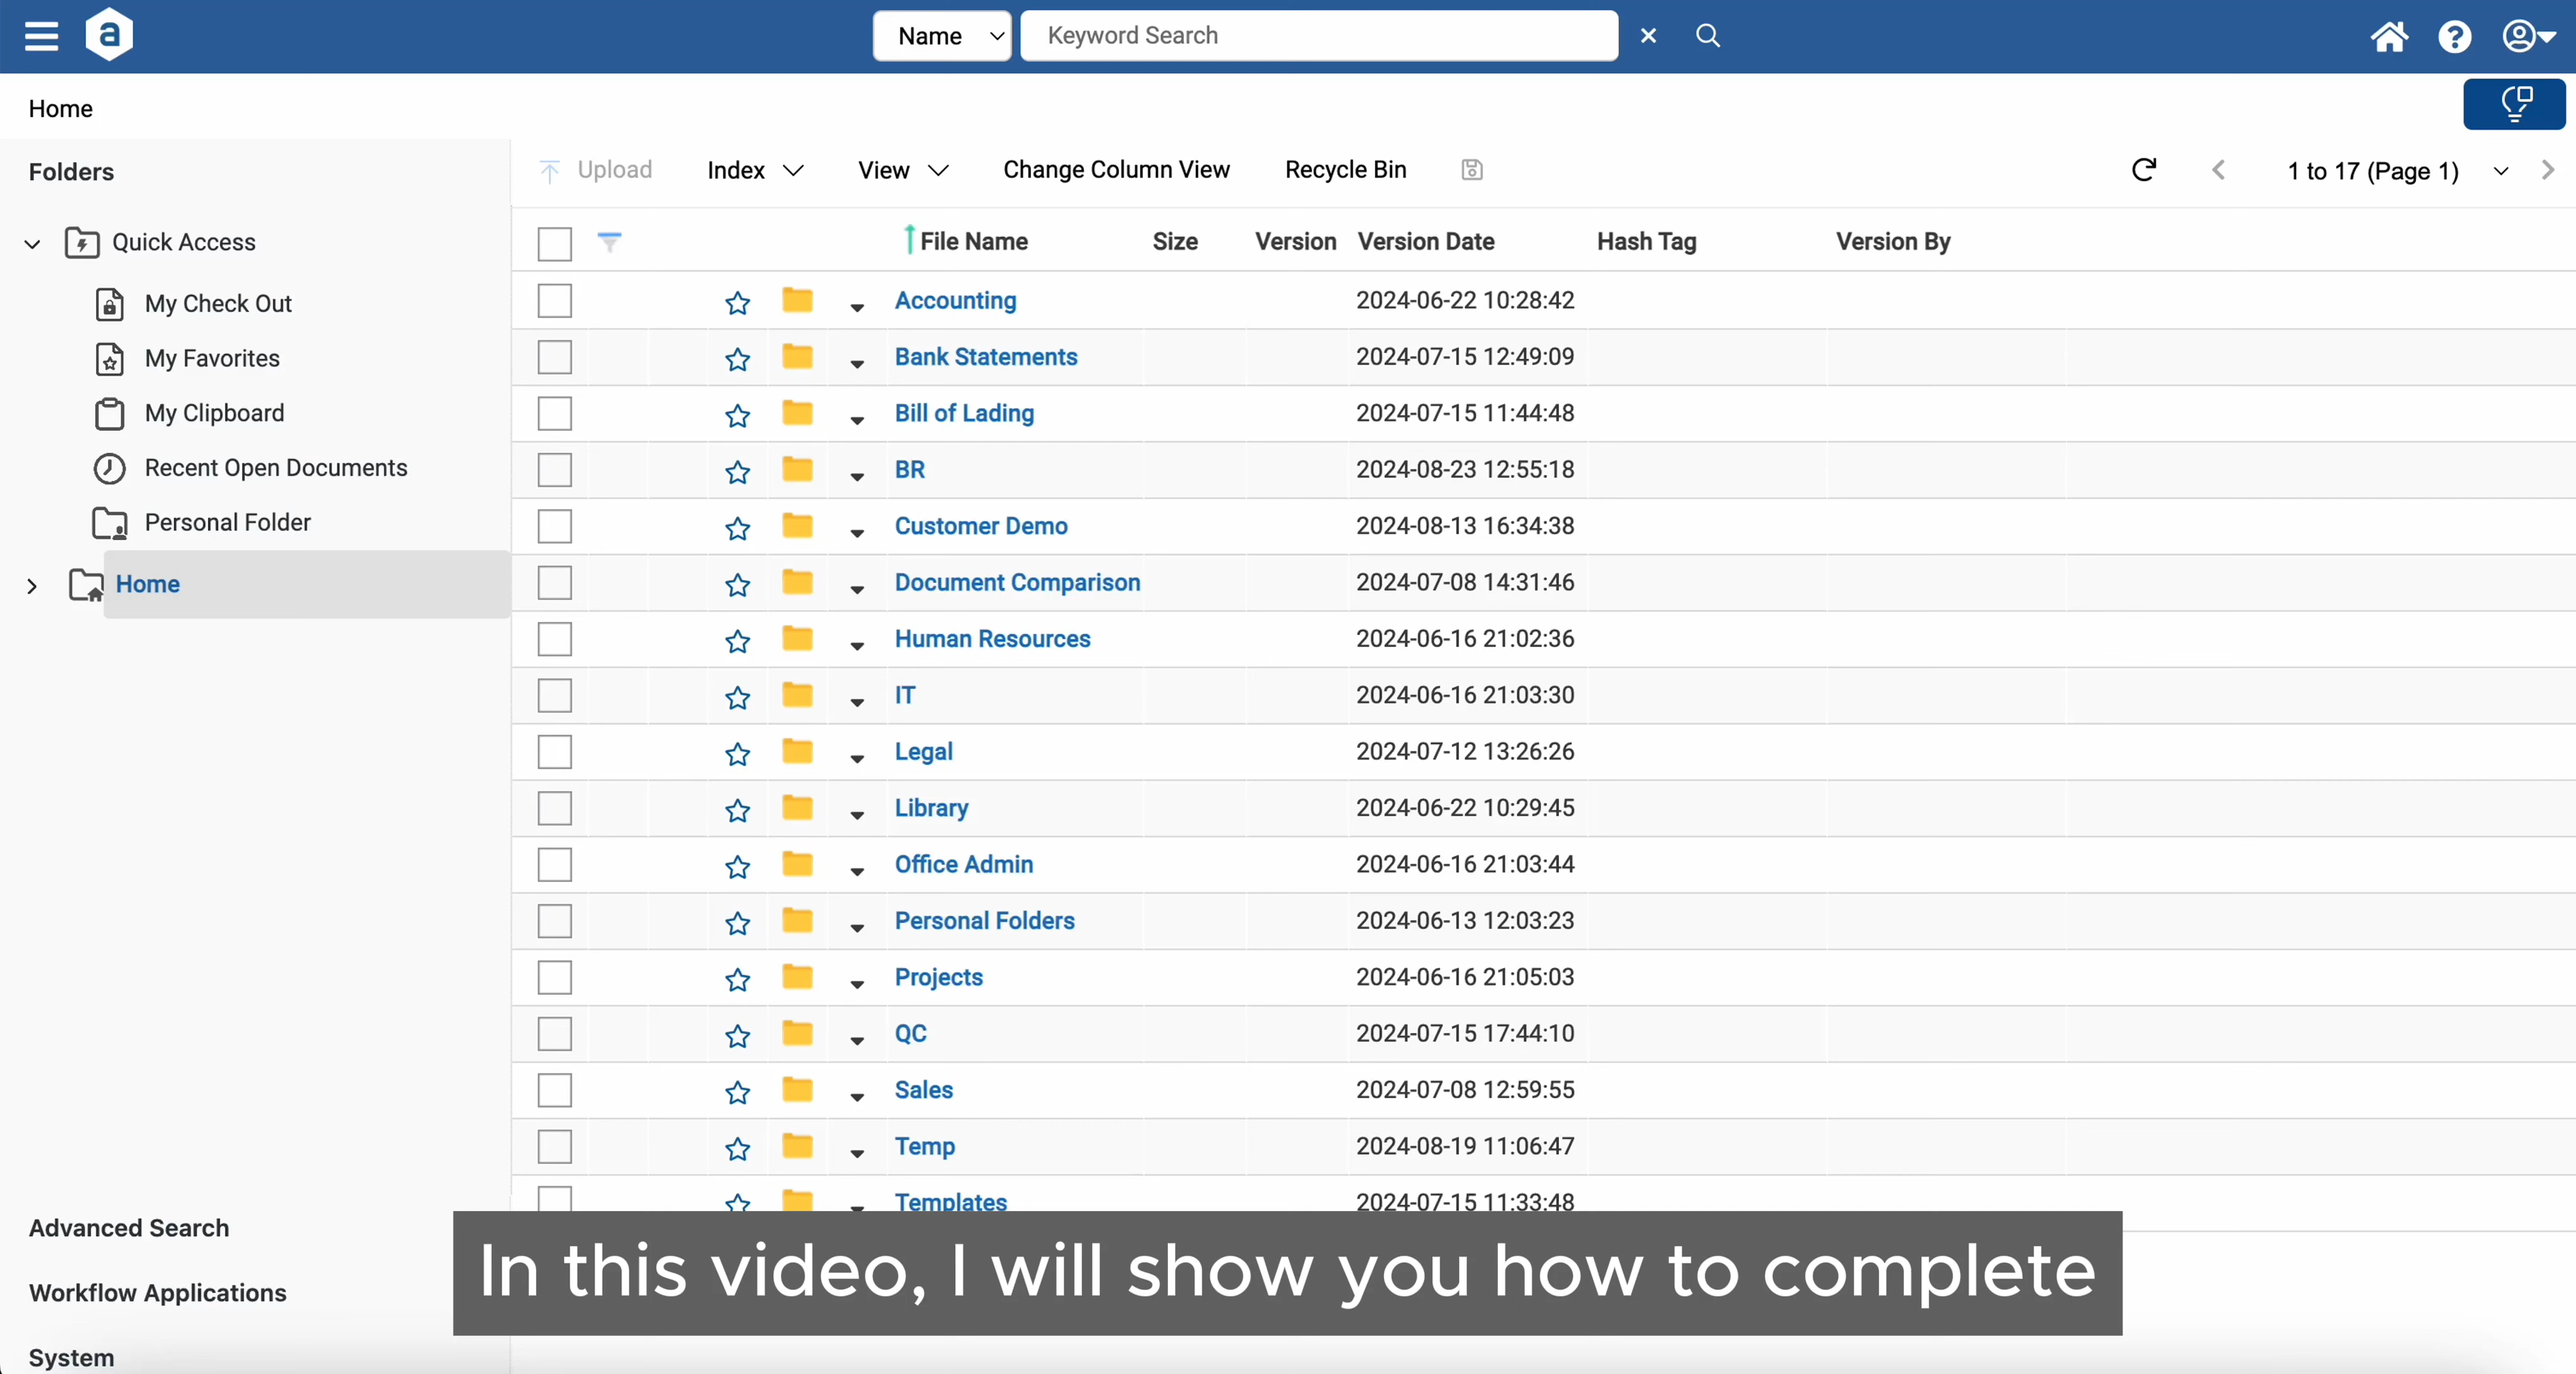 a
Name
Keyword Search
Home
Folders
Upload
Index
View
Change Column View
Recycle Bin
1 to 17 (Page 1)
Quick Access
My Check Out
My Favorites
My Clipboard
Recent Open Documents
Personal Folder
Home
File Name Size Version Version Date Hash Tag Version By
Accounting 2024-06-22 10:28:42
Bank Statements 2024-07-15 12:49:09
Bill of Lading 2024-07-15 11:44:48
BR 2024-08-23 12:55:18
Customer Demo 2024-08-13 16:34:38
Document Comparison 2024-07-08 14:31:46
Human Resources 2024-06-16 21:02:36
IT 2024-06-16 21:03:30
Legal 2024-07-12 13:26:26
Library 2024-06-22 10:29:45
Office Admin 2024-06-16 21:03:44
Personal Folders 2024-06-13 12:03:23
Projects 2024-06-16 21:05:03
QC 2024-07-15 17:44:10
Sales 2024-07-08 12:59:55
Temp 2024-08-19 11:06:47
Templates 2024-07-15 11:33:48
Advanced Search
Workflow Applications
System
In this video, I will show you how to complete